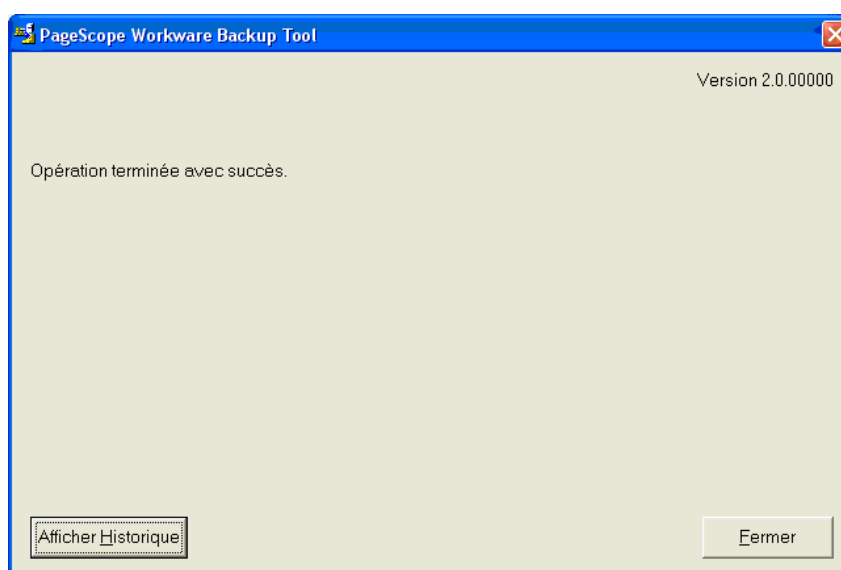 PageScope Workware Backup Tool
Version 2.0.00000
Opération terminée avec succès.
Afficher Historique
Fermer